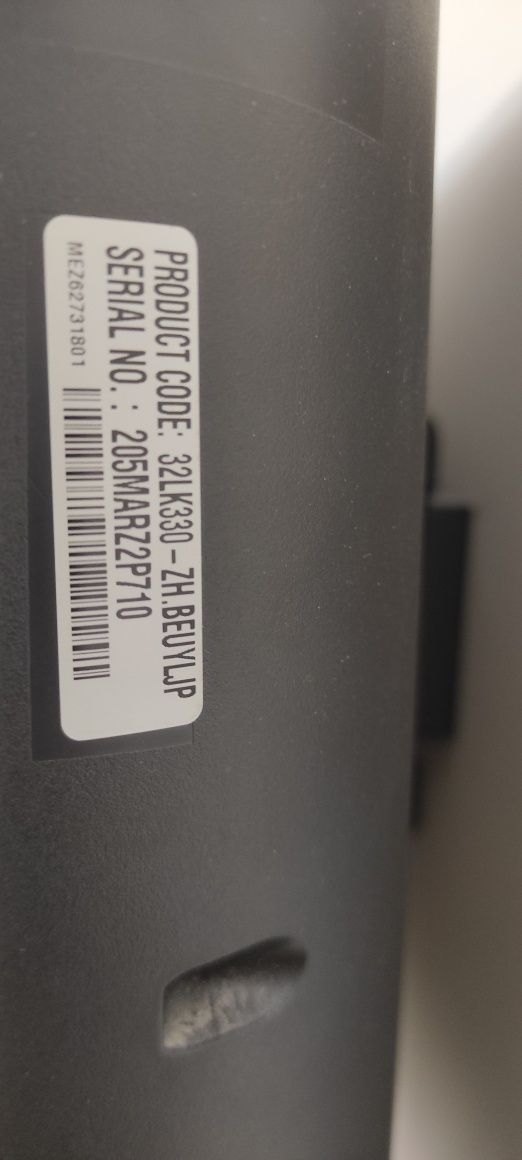 PRODUCT CODE: 32LK330-ZH.BEUYLJP
SERIAL NO. : 205MARZ2P710
MEZ62731801